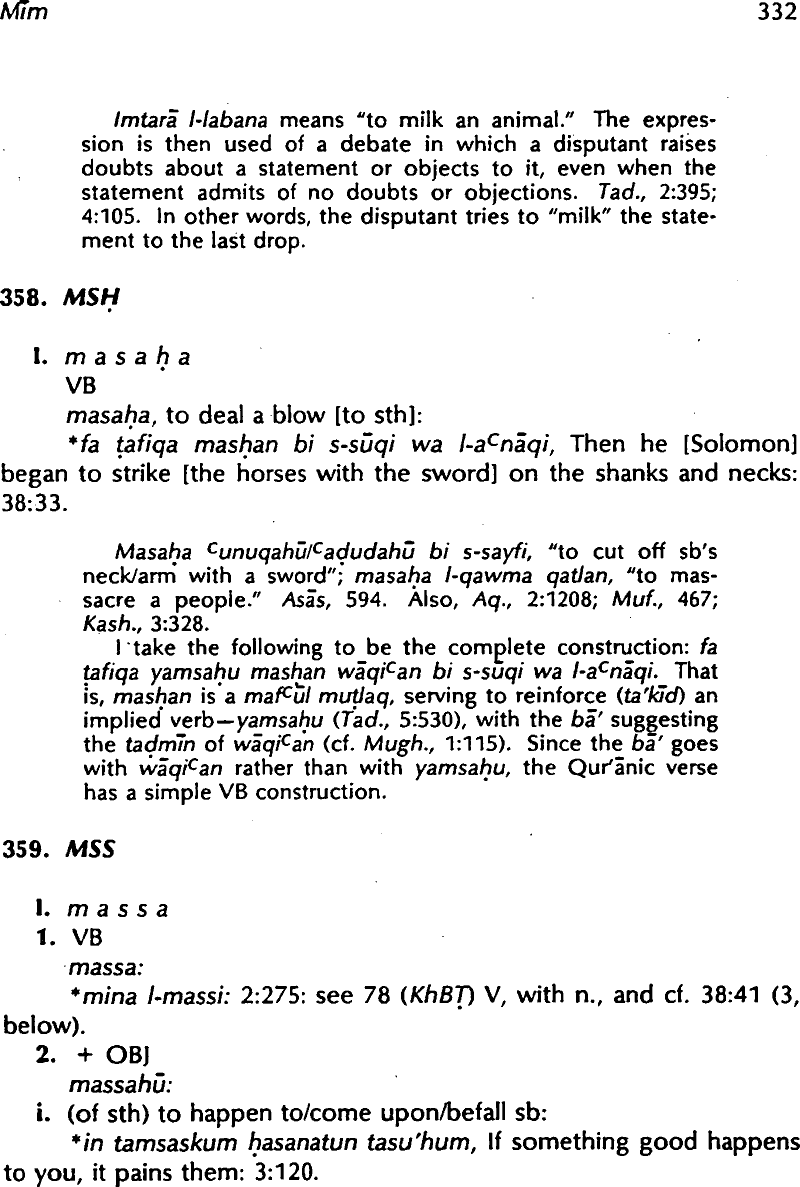 Mīm 332
Imtarā l-labana means "to milk an animal." The expres-
sion is then used of a debate in which a disputant raises
doubts about a statement or objects to it, even when the
statement admits of no doubts or objections. Tad., 2:395;
4:105. In other words, the disputant tries to "milk" the state-
ment to the last drop.
358. MSḤ
I. m a s a ḥ a
VB
masaḥa, to deal a blow [to sth]:
*fa ṭafiqa masḥan bi s-sūqi wa l-aᶜnāqi, Then he [Solomon]
began to strike [the horses with the sword] on the shanks and necks:
38:33.
Masaḥa ᶜunuqahū/ᶜaḍudahū bi s-sayfi, "to cut off sb's
neck/arm with a sword"; masaḥa l-qawma qatlan, "to mas-
sacre a people." Asās, 594. Also, Aq., 2:1208; Muf., 467;
Kash., 3:328.
I take the following to be the complete construction: fa
ṭafiqa yamsaḥu masḥan wāqiᶜan bi s-sūqi wa l-aᶜnāqi. That
is, masḥan is a mafᶜūl muṭlaq, serving to reinforce (ta'kīd) an
implied verb—yamsaḥu (Tad., 5:530), with the bā' suggesting
the taḍmīn of wāqiᶜan (cf. Mugh., 1:115). Since the bā' goes
with wāqiᶜan rather than with yamsaḥu, the Qur'ānic verse
has a simple VB construction.
359. MSS
I. m a s s a
1. VB
massa:
*mina l-massi: 2:275: see 78 (KhBṬ) V, with n., and cf. 38:41 (3,
below).
2. + OBJ
massahū:
i. (of sth) to happen to/come upon/befall sb:
*in tamsaskum ḥasanatun tasu'hum, If something good happens
to you, it pains them: 3:120.